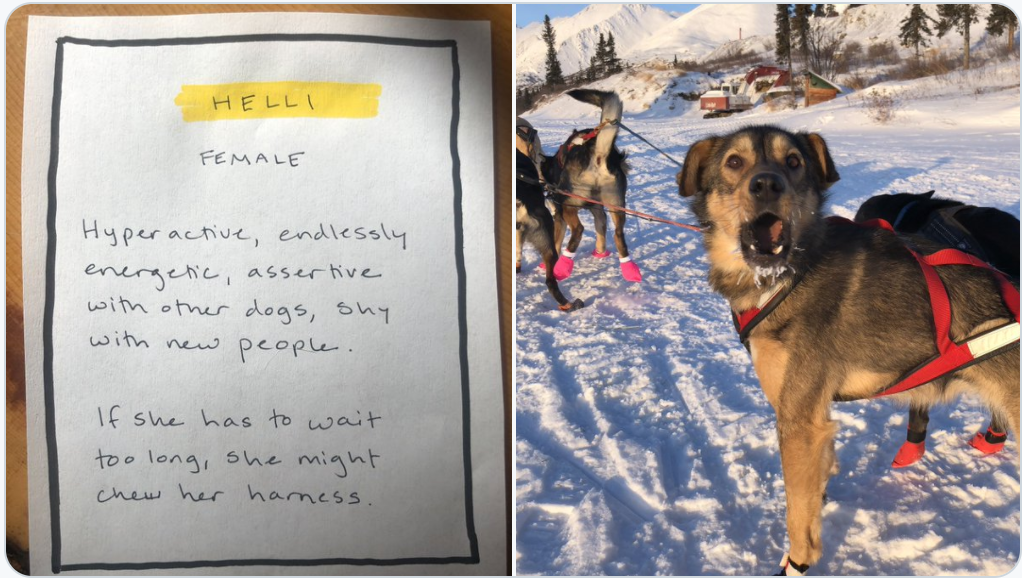 HELLI
FEMALE
Hyperactive, endlessly
energetic, assertive
with other dogs, shy
with new people.
If she has to wait
too long, she might
chew her harness.